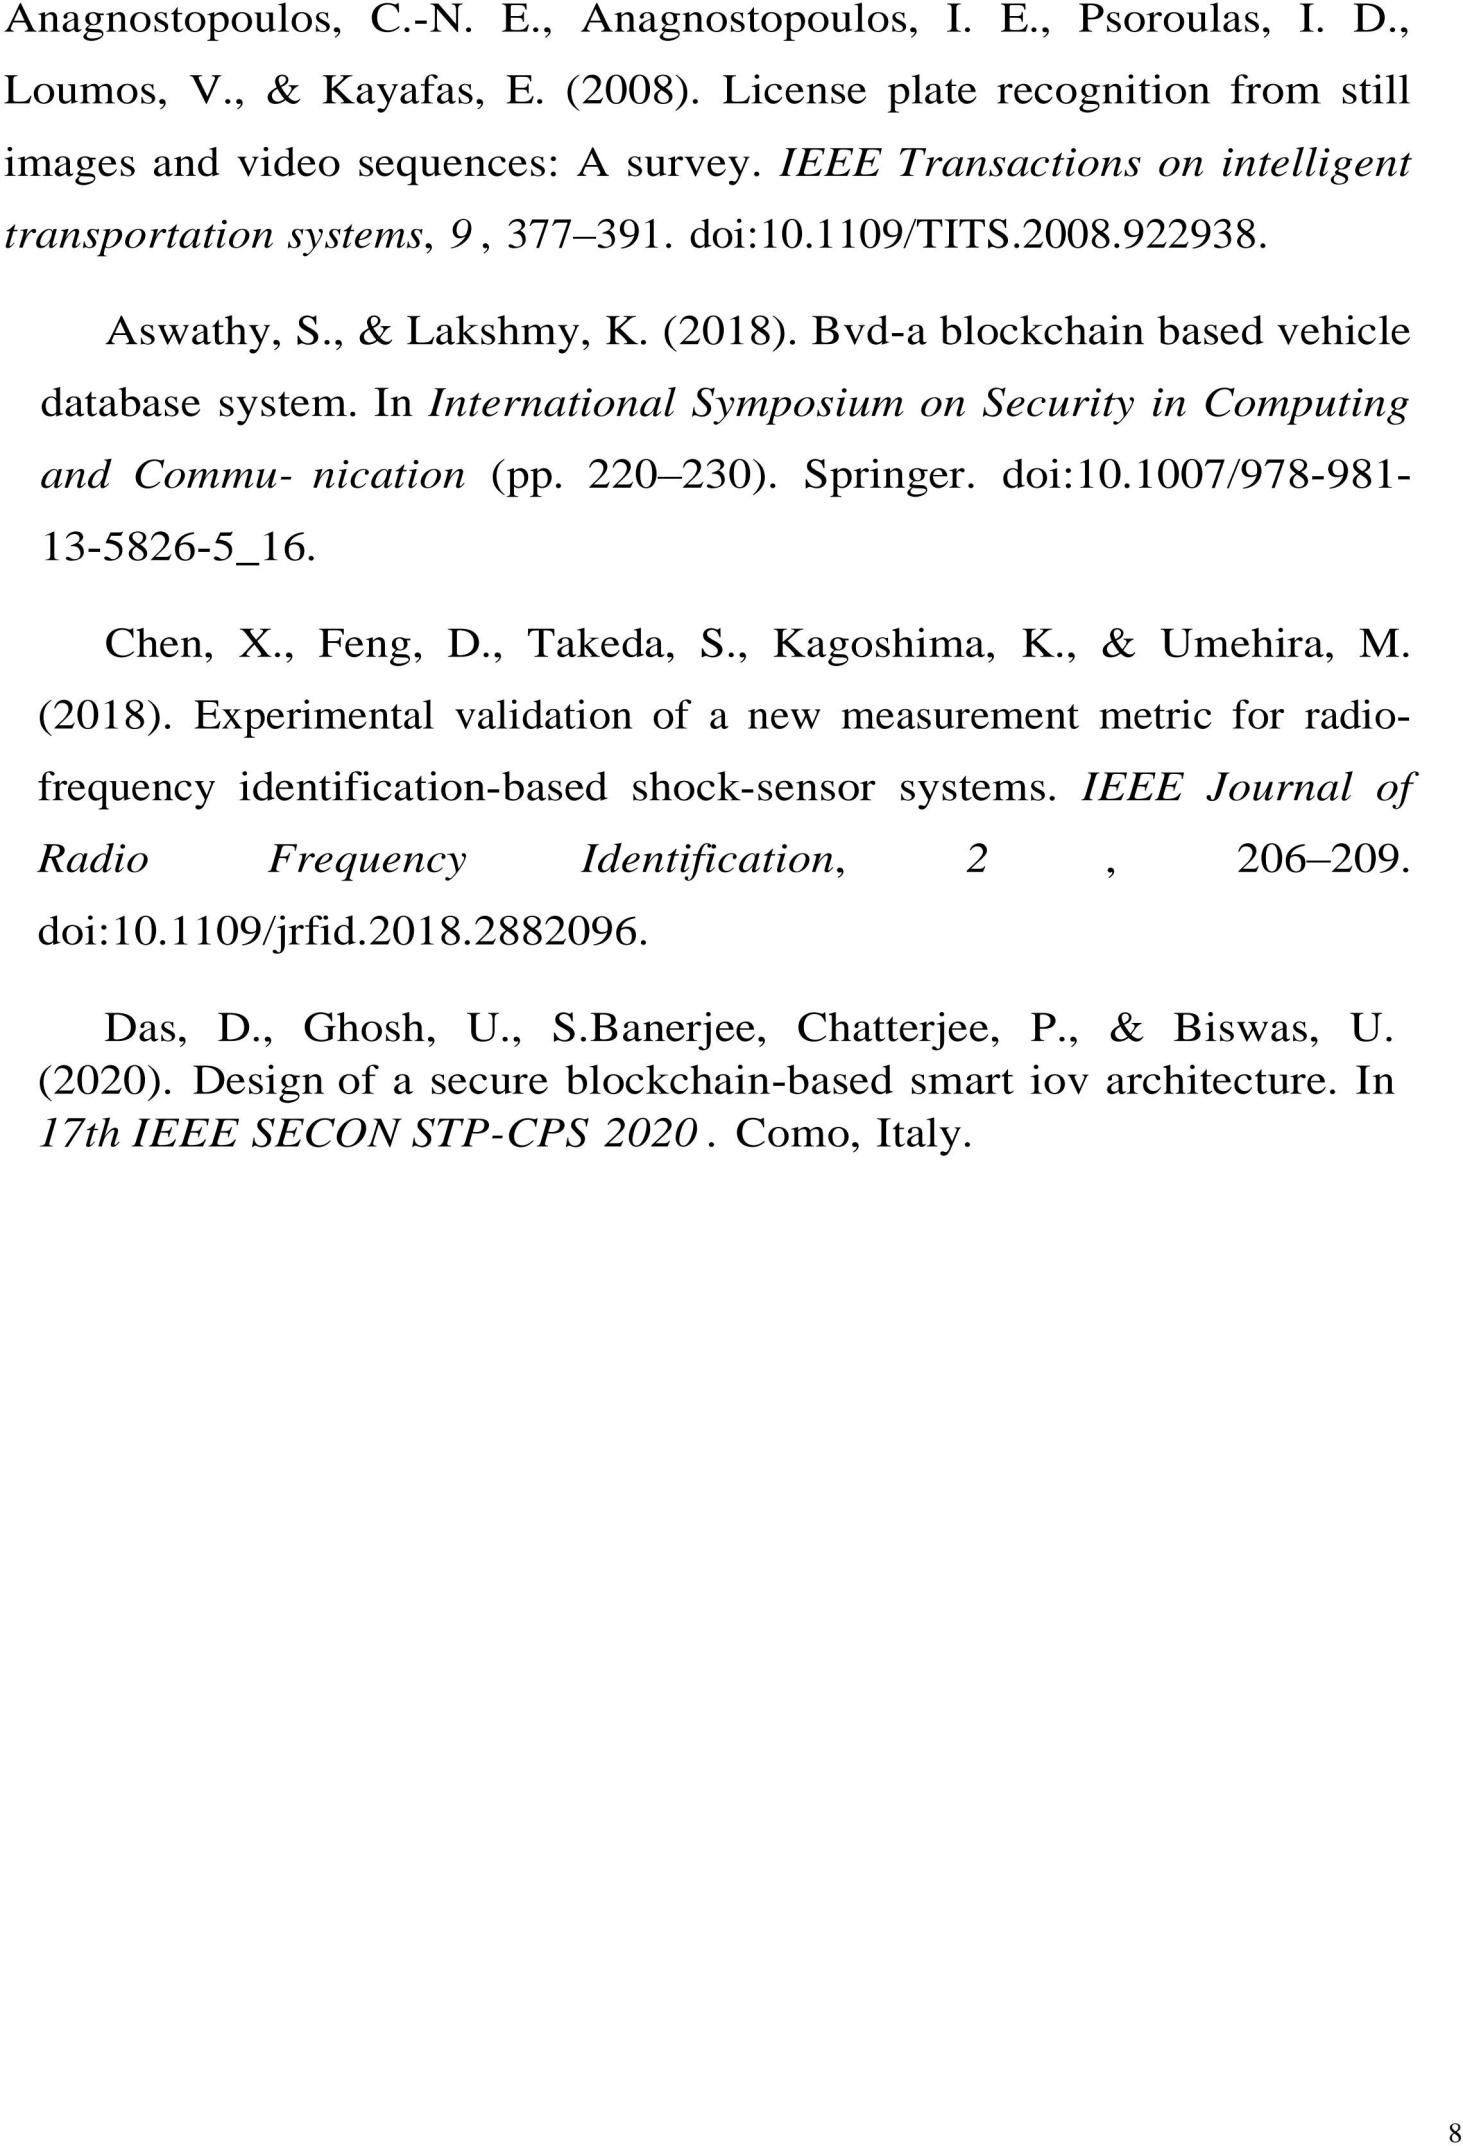 Anagnostopoulos, C.-N. E., Anagnostopoulos, I. E., Psoroulas, I. D.,
Loumos, V., & Kayafas, E. (2008). License plate recognition from still
images and video sequences: A survey. IEEE Transactions on intelligent
transportation systems, 9 , 377–391. doi:10.1109/TITS.2008.922938.
Aswathy, S., & Lakshmy, K. (2018). Bvd-a blockchain based vehicle
database system. In International Symposium on Security in Computing
and Commu- nication (pp. 220–230). Springer. doi:10.1007/978-981-
13-5826-5_16.
Chen, X., Feng, D., Takeda, S., Kagoshima, K., & Umehira, M.
(2018). Experimental validation of a new measurement metric for radio-
frequency identification-based shock-sensor systems. IEEE Journal of
Radio Frequency Identification, 2 , 206–209.
doi:10.1109/jrfid.2018.2882096.
Das, D., Ghosh, U., S.Banerjee, Chatterjee, P., & Biswas, U.
(2020). Design of a secure blockchain-based smart iov architecture. In
17th IEEE SECON STP-CPS 2020 . Como, Italy.
8